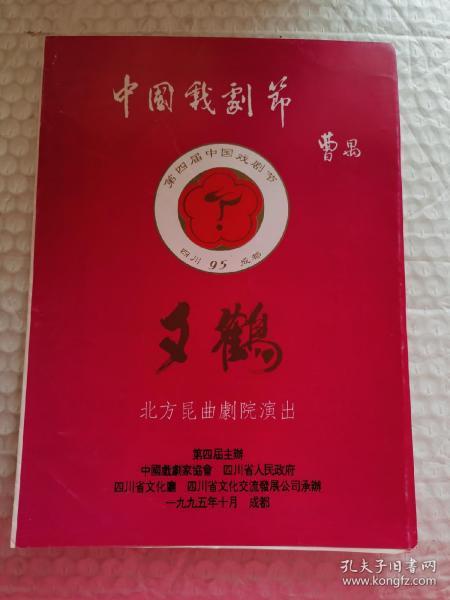 中國戲劇節
曹禺
第四届中国戏剧节
四川 95 成都
文鶴
北方昆曲劇院演出
第四届主辦
中國戲劇家協會 四川省人民政府
四川省文化廳 四川省文化交流發展公司承辦
一九九五年十月 成都
孔夫子旧书网
www.kongfz.com